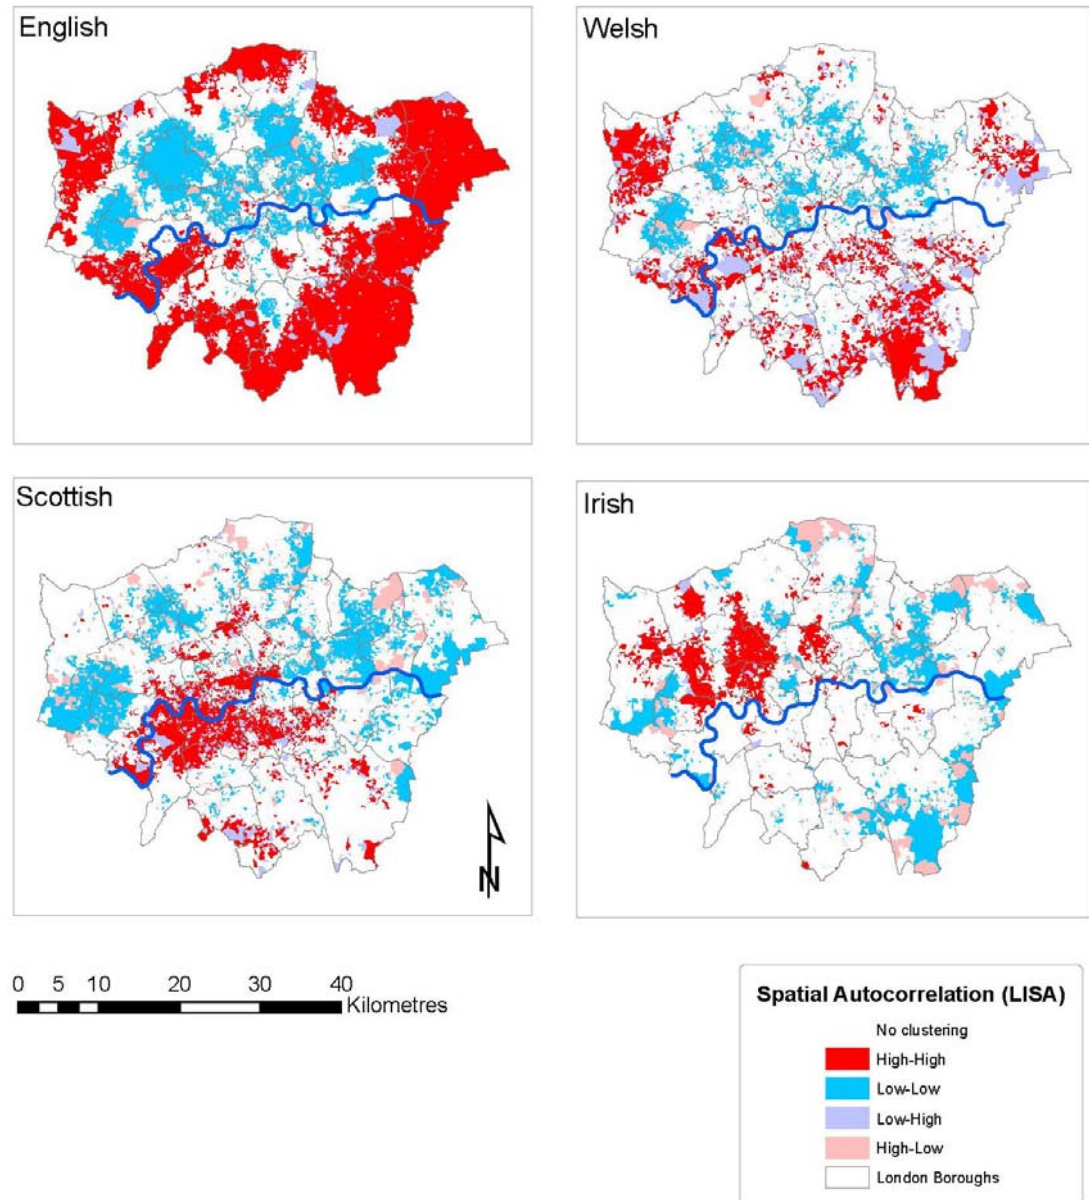 English
Welsh
Scottish
Irish
N
0 5 10 20 30 40
Kilometres
Spatial Autocorrelation (LISA)
No clustering
High-High
Low-Low
Low-High
High-Low
London Boroughs